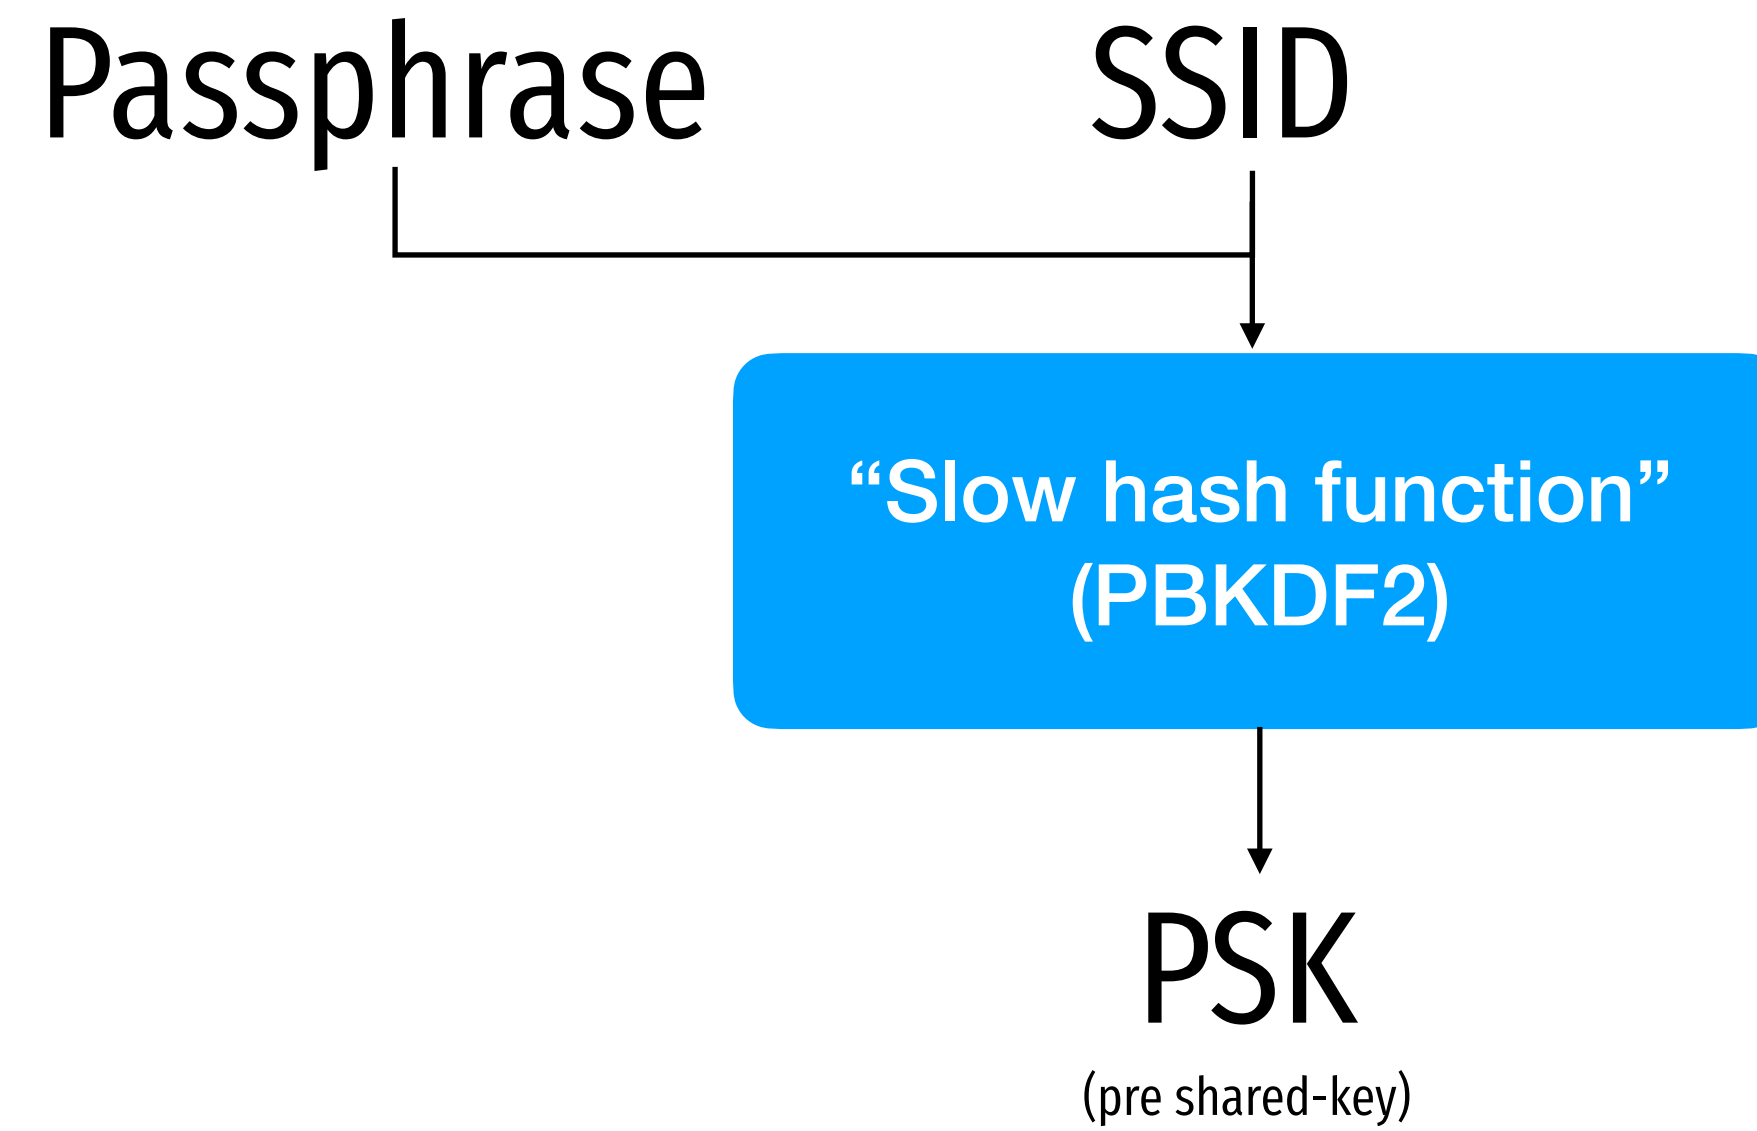 Passphrase SSID
“Slow hash function”
(PBKDF2)
PSK
(pre shared-key)